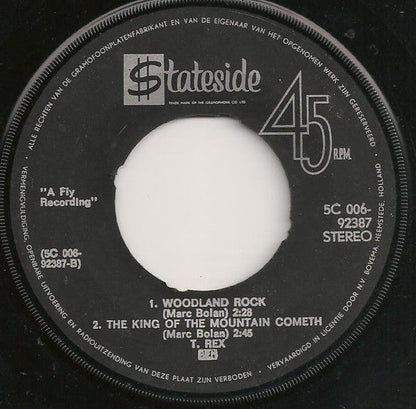 ALLE RECHTEN VAN DE GRAMOFOONPLATENFABRIKANT EN VAN DE EIGENAAR VAN HET OPGENOMEN WERK ZIJN GERESERVEERD
$tateside
TRADE MARK OF THE GRAMOPHONE CO LTD
45
R.P.M.
"A Fly
Recording"
5C 006-
92387
STEREO
(5C 006-
92387-B)
1. WOODLAND ROCK
(Marc Bolan) 2:28
2. THE KING OF THE MOUNTAIN COMETH
(Marc Bolan) 2:45
T. REX
VERMENIGVULDIGING, OPENBARE UITVOERING EN RADIOUITZENDING VAN DEZE PLAAT ZIJN VERBODEN
VERVAARDIGD IN LICENTIE DOOR N.V. BOVEMA, HEEMSTEDE, HOLLAND